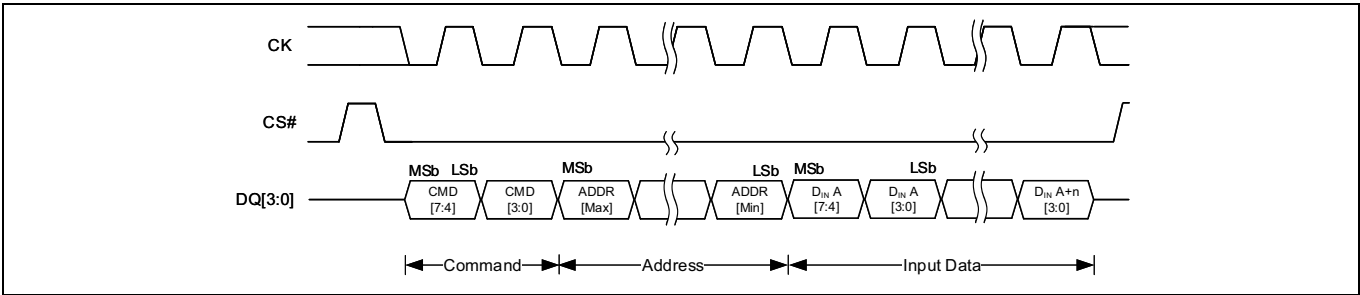 CK
CS#
MSb LSb MSb LSb MSb LSb
DQ[3:0]
CMD [7:4] CMD [3:0] ADDR [Max] ADDR [Min] DIN A [7:4] DIN A [3:0] DIN A+n [3:0]
Command Address Input Data